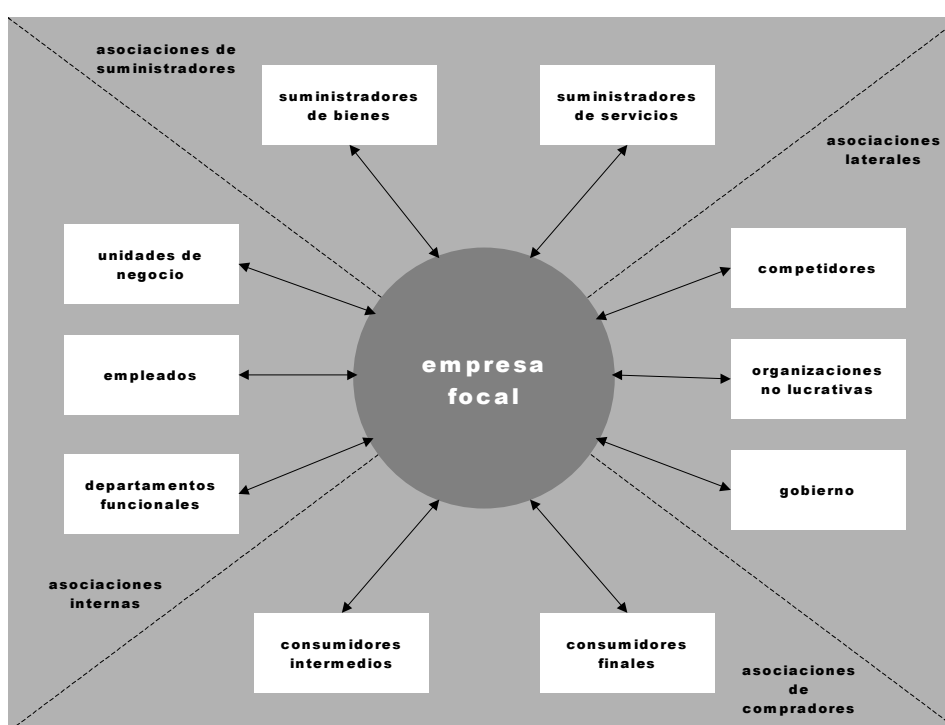 asociaciones de
suministradores
suministradores
de bienes
suministradores
de servicios
asociaciones
laterales
unidades de
negocio
competidores
empresa
focal
empleados
organizaciones
no lucrativas
departamentos
funcionales
gobierno
asociaciones
internas
consumidores
intermedios
consumidores
finales
asociaciones
de
compradores